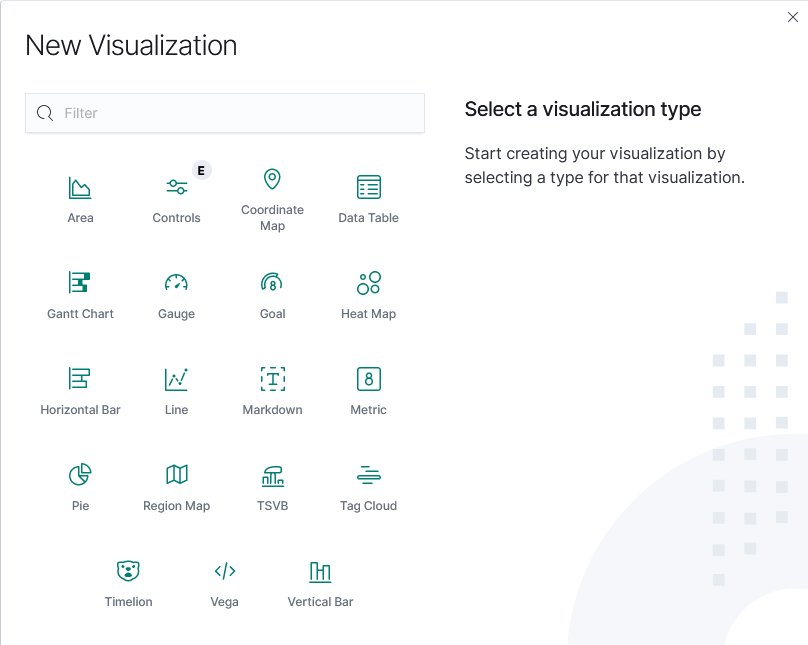 New Visualization
Filter
Select a visualization type
Start creating your visualization by
selecting a type for that visualization.
E
Area
Controls
Coordinate
Map
Data Table
Gantt Chart
Gauge
8
Goal
Heat Map
Horizontal Bar
Line
T
Markdown
8
Metric
Pie
Region Map
TSVB
Tag Cloud
Timelion
</>
Vega
Vertical Bar